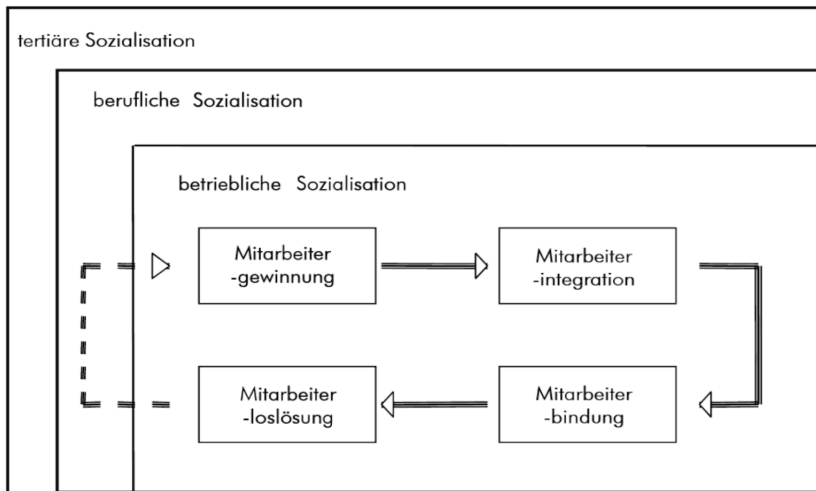 tertiäre Sozialisation
berufliche Sozialisation
betriebliche Sozialisation
Mitarbeiter
-gewinnung
Mitarbeiter
-integration
Mitarbeiter
-loslösung
Mitarbeiter
-bindung